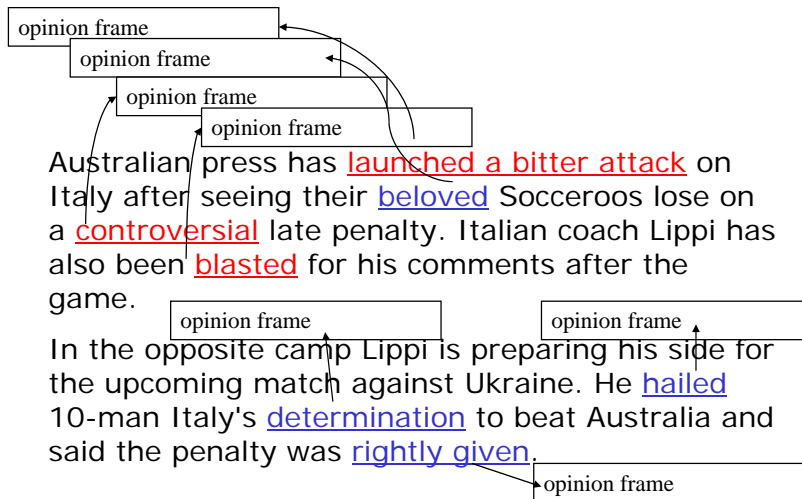 opinion frame
opinion frame
opinion frame
opinion frame
Australian press has launched a bitter attack on
Italy after seeing their beloved Socceroos lose on
a controversial late penalty. Italian coach Lippi has
also been blasted for his comments after the
game.
opinion frame opinion frame
In the opposite camp Lippi is preparing his side for
the upcoming match against Ukraine. He hailed
10-man Italy's determination to beat Australia and
said the penalty was rightly given.
opinion frame